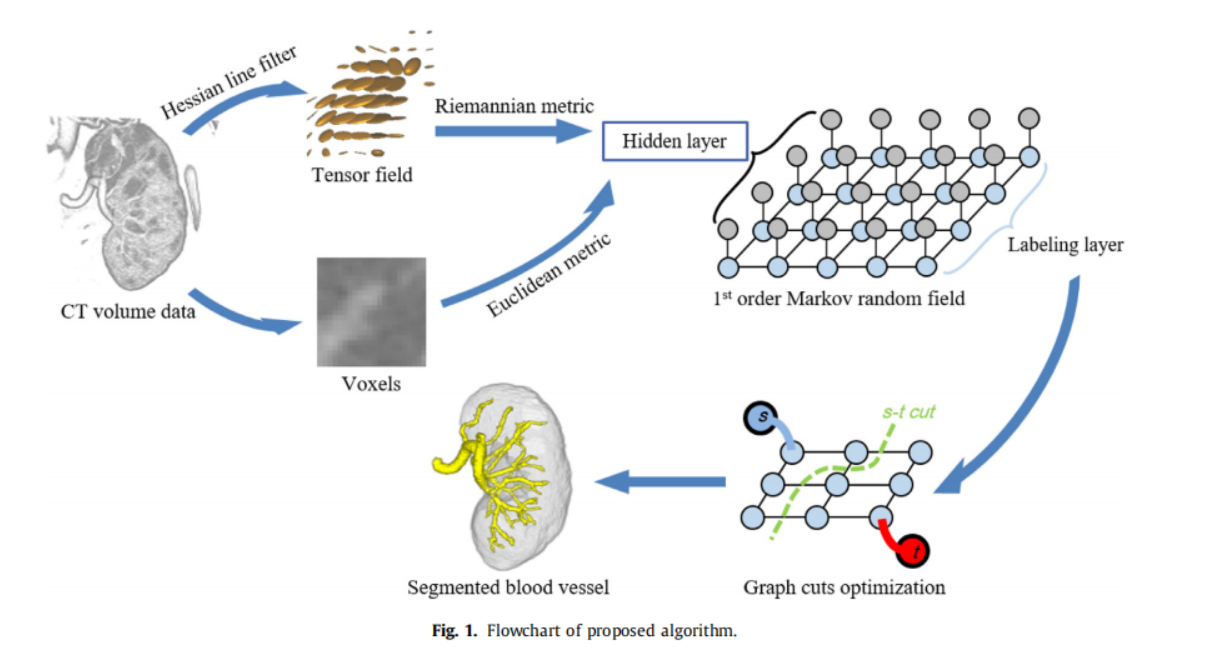 Hessian line filter
Riemannian metric
Hidden layer
Tensor field
Labeling layer
Euclidean metric
1st order Markov random field
CT volume data
Voxels
s
s-t cut
t
Segmented blood vessel
Graph cuts optimization
Fig. 1. Flowchart of proposed algorithm.